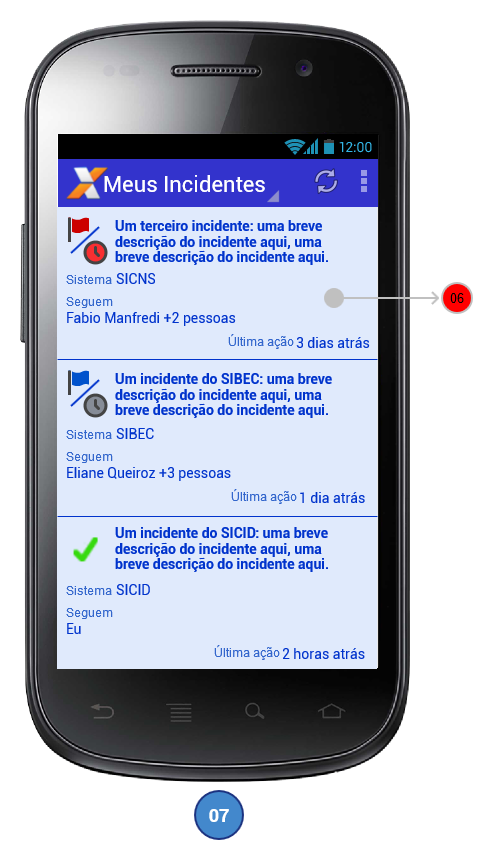 12:00
Meus Incidentes
Um terceiro incidente: uma breve
descrição do incidente aqui, uma
breve descrição do incidente aqui.
Sistema SICNS
Seguem
Fabio Manfredi +2 pessoas
Última ação 3 dias atrás
06
Um incidente do SIBEC: uma breve
descrição do incidente aqui, uma
breve descrição do incidente aqui.
Sistema SIBEC
Seguem
Eliane Queiroz +3 pessoas
Última ação 1 dia atrás
Um incidente do SICID: uma breve
descrição do incidente aqui, uma
breve descrição do incidente aqui.
Sistema SICID
Seguem
Eu
Última ação 2 horas atrás
07